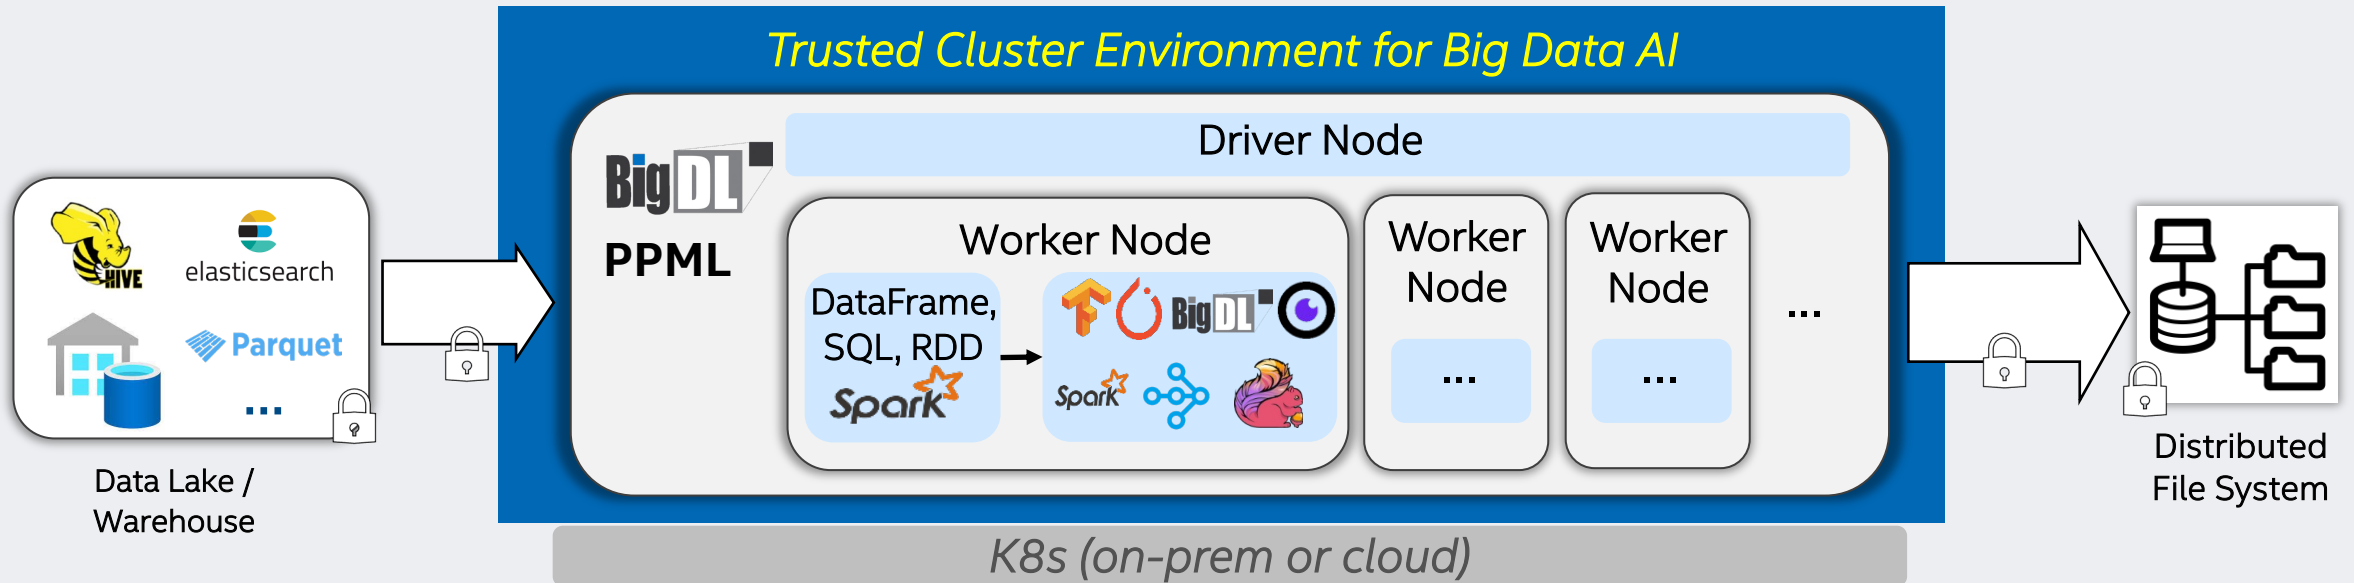 Trusted Cluster Environment for Big Data AI
HIVE
elasticsearch
Parquet
...
Data Lake /
Warehouse
BigDL
PPML
Driver Node
Worker Node
DataFrame,
SQL, RDD
Spark
BigDL
Spark
Worker
Node
...
Worker
Node
...
...
Distributed
File System
K8s (on-prem or cloud)